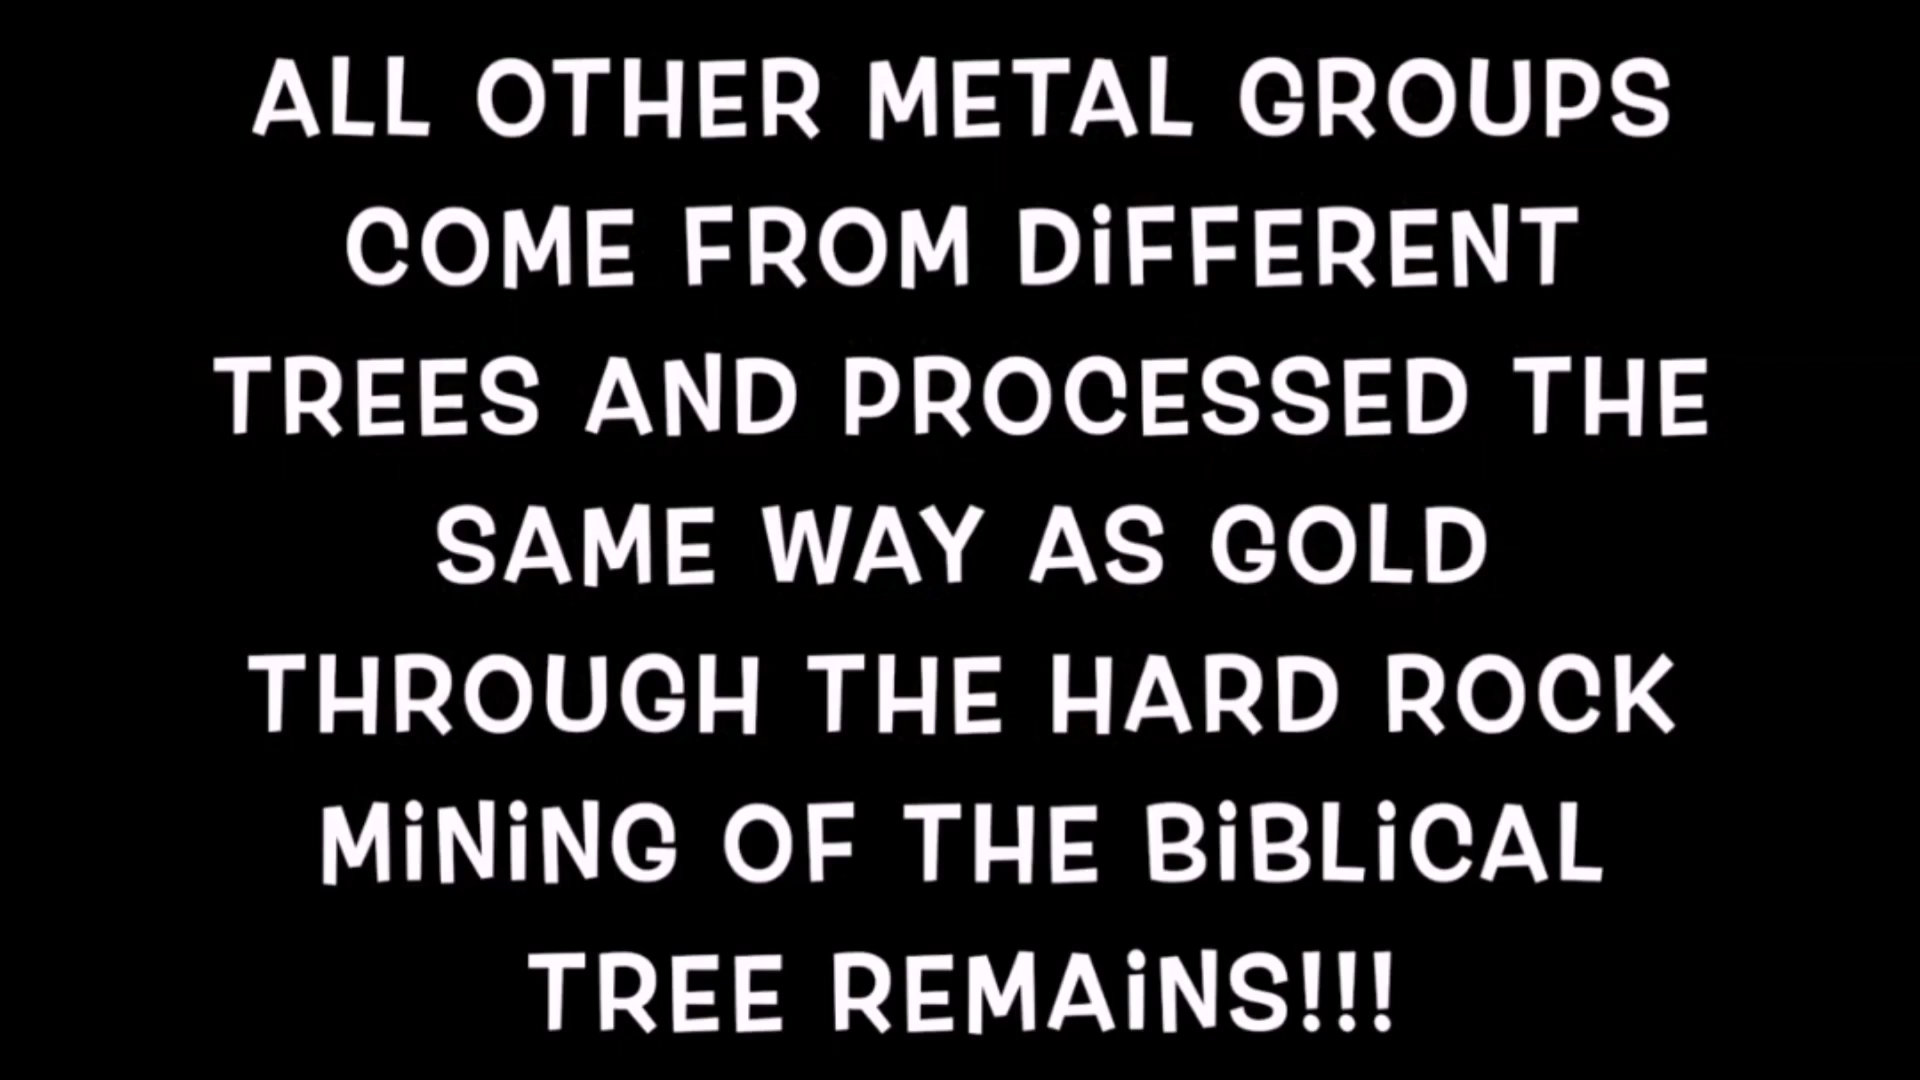 ALL OTHER METAL GROUPS
COME FROM DiFFERENT
TREES AND PROCESSED THE
SAME WAY AS GOLD
THROUGH THE HARD ROCK
MiNiNG OF THE BiBLiCAL
TREE REMAiNS!!!